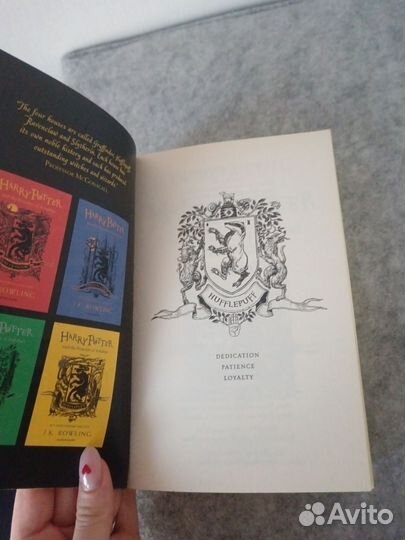 "The four houses are called Gryffindor, Hufflepuff,
Ravenclaw and Slytherin. Each house has
its own noble history and each has produced
outstanding witches and wizards."
PROFESSOR McGONAGALL
HARRY POTTER
ROWLING
HARRY POTTER
J.K. ROWLING
POTTER
HARRY POTTER
J.K. ROWLING
HUFFLEPUFF
DEDICATION
PATIENCE
LOYALTY
Avito